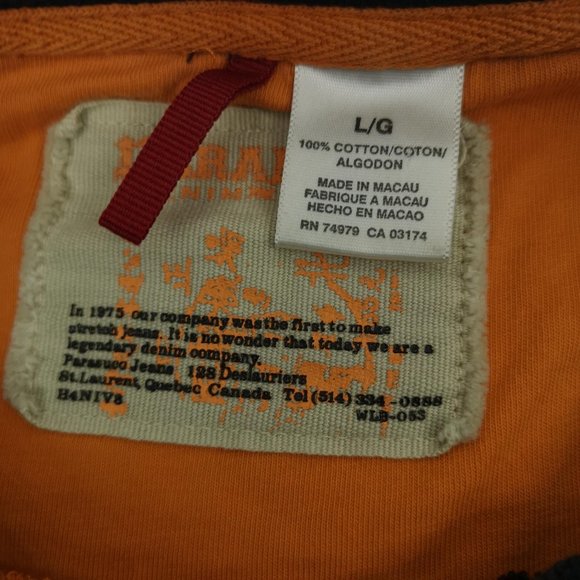 L/G
100% COTTON/COTON/
ALGODON
MADE IN MACAU
FABRIQUE A MACAU
HECHO EN MACAO
RN 74979 CA 03174
In 1975 our company was the first to make
stretch jeans. It is no wonder that today we are a
legendary denim company.
Parasuco Jeans 128 Deslauriers
St.Laurent, Quebec Canada Tel (514) 334-0888
H4N1V8
WLB-053